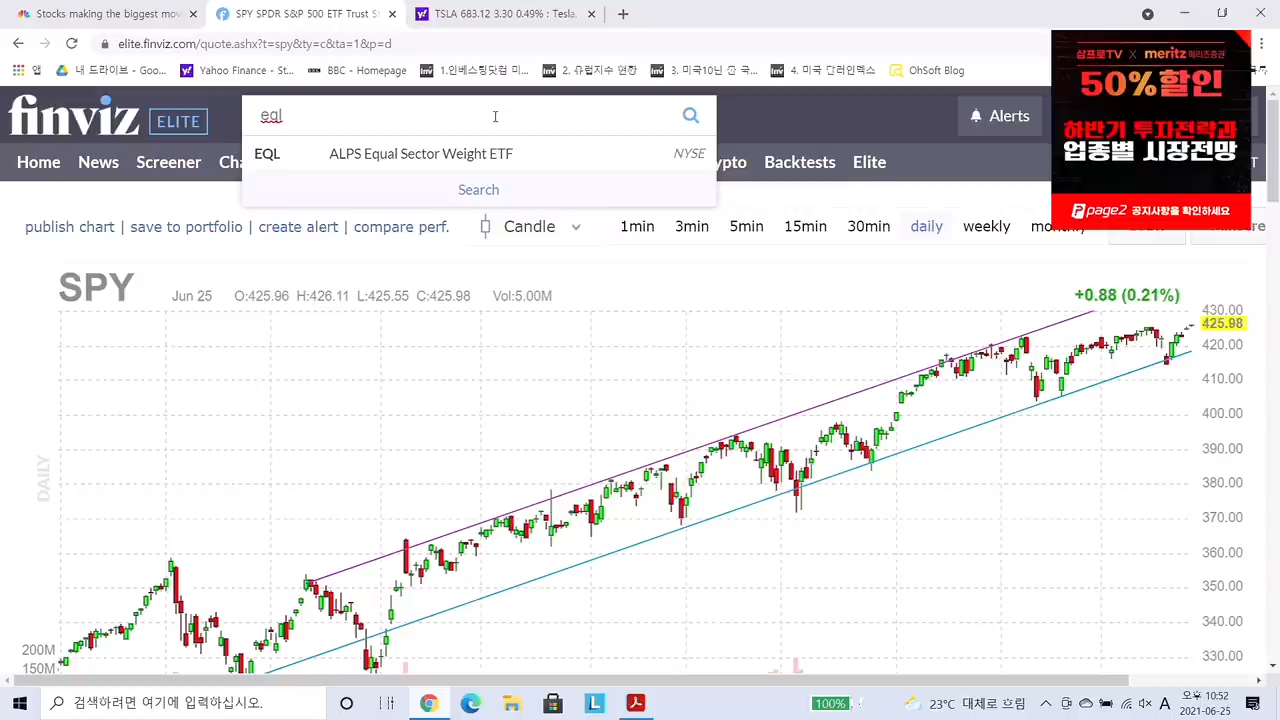 Stocks making the biggest mov
SPY SPDR S&P 500 ETF Trust S
TSLA 683.12 3.30 0.49% : Tesla,
elite.finviz.com/quote.ashx?t=spy&ty=c&ta=1&p=d
앱
내 드라이브 - Goo...
Yahoo Finance - St...
BBC
1.
2. 유럽지수 현황
3. 미국10년 만 국...
4. 미국 달러인덱스
OhSoft Blog
삼프로TV X meritz 메리츠증권
50%할인
하반기 투자전략과
업종별 시장전망
page2 공지사항을 확인하세요
finviz ELITE
eql
Alerts
EQL ALPS Equal Sector Weight ETF NYSE
Search
Home News Screener Cha
ypto Backtests Elite
publish chart | save to portfolio | create alert | compare perf.
Candle
1min 3min 5min 15min 30min daily weekly monthly
SPY Jun 25 O:425.96 H:426.11 L:425.55 C:425.98 Vol:5.00M
+0.88 (0.21%)
430.00
425.98
420.00
410.00
400.00
390.00
380.00
370.00
360.00
350.00
340.00
330.00
DAILY
200M
150M
검색하려면 여기에 입력하십시오.
100%
23°C 대체로 흐림
A
오후 10:52
2021-06-25